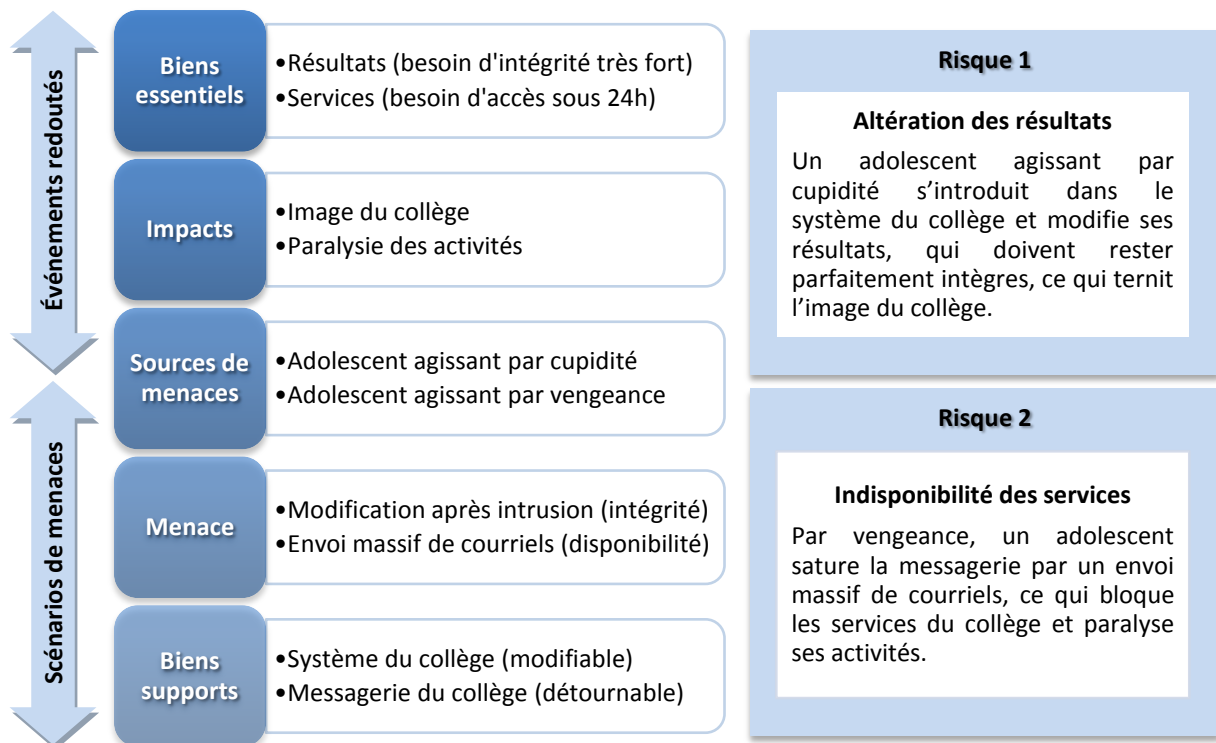 Événements redoutés
Biens
essentiels
•Résultats (besoin d'intégrité très fort)
•Services (besoin d'accès sous 24h)
Impacts
•Image du collège
•Paralysie des activités
Sources de
menaces
•Adolescent agissant par cupidité
•Adolescent agissant par vengeance
Scénarios de menaces
Menace
•Modification après intrusion (intégrité)
•Envoi massif de courriels (disponibilité)
Biens
supports
•Système du collège (modifiable)
•Messagerie du collège (détournable)
Risque 1
Altération des résultats
Un adolescent agissant par
cupidité s’introduit dans le
système du collège et modifie ses
résultats, qui doivent rester
parfaitement intègres, ce qui ternit
l’image du collège.
Risque 2
Indisponibilité des services
Par vengeance, un adolescent
sature la messagerie par un envoi
massif de courriels, ce qui bloque
les services du collège et paralyse
ses activités.